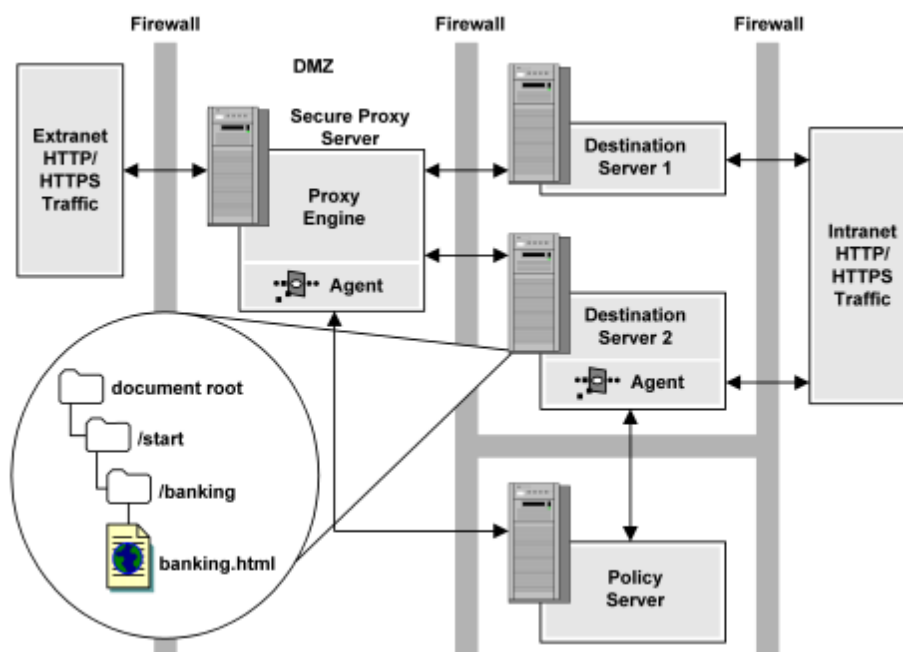 Firewall
Firewall
Firewall
DMZ
Secure Proxy
Server
Extranet
HTTP/
HTTPS
Traffic
Proxy
Engine
Agent
Destination
Server 1
Destination
Server 2
Agent
Intranet
HTTP/
HTTPS
Traffic
document root
/start
/banking
banking.html
Policy
Server